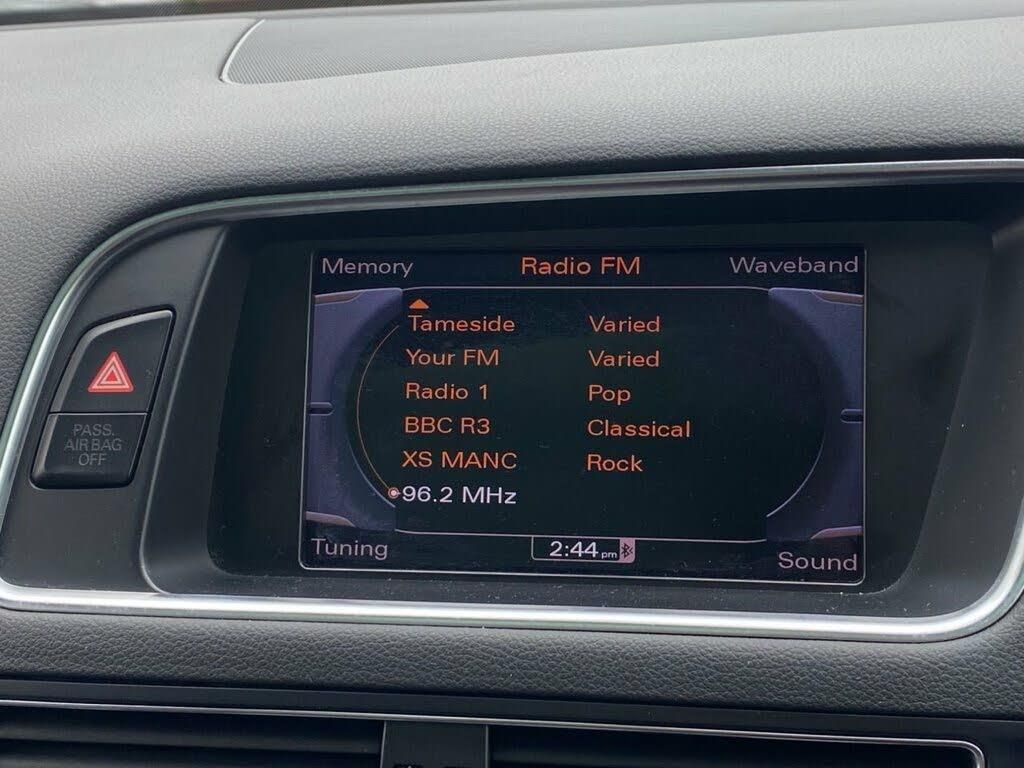 Memory Radio FM Waveband
Tameside Varied
Your FM Varied
Radio 1 Pop
BBC R3 Classical
XS MANC Rock
96.2 MHz
Tuning 2:44 pm Sound
PASS.
AIR BAG
OFF